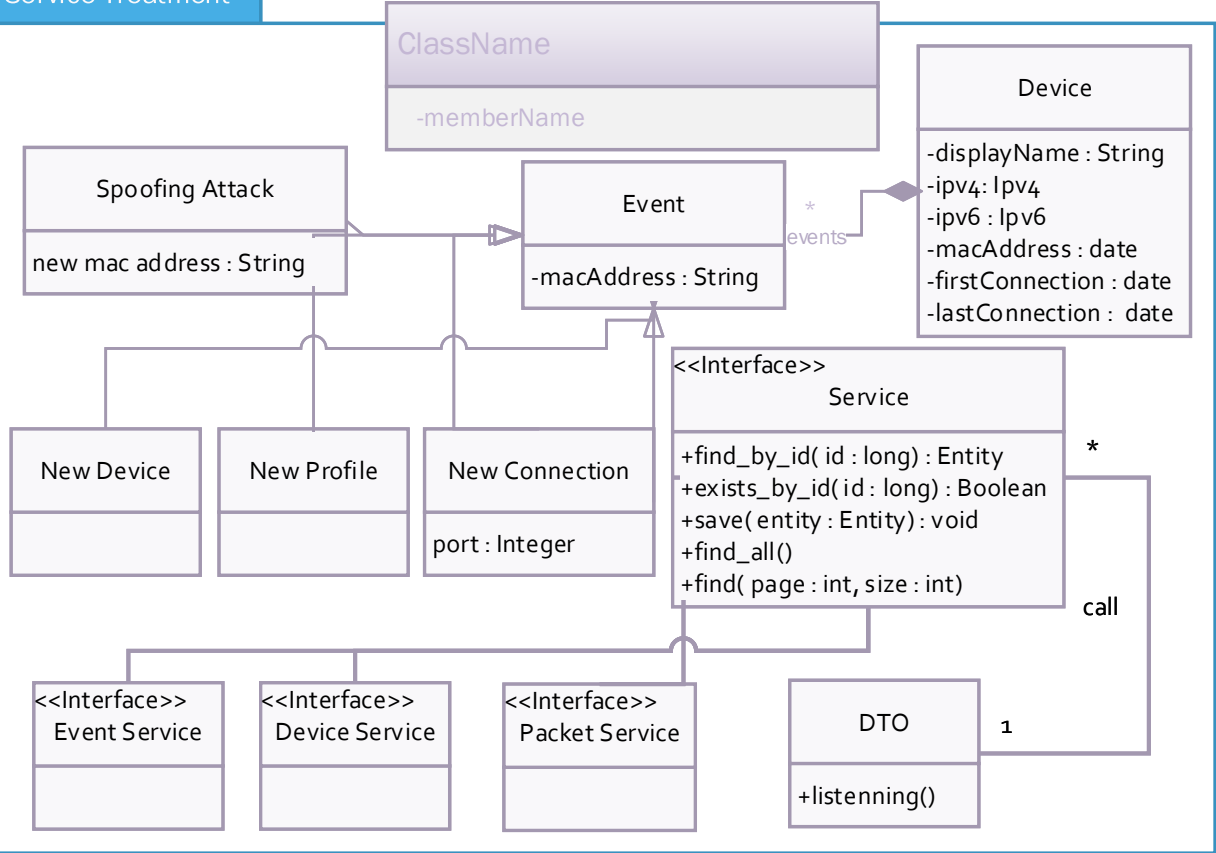 Service Treatment
ClassName
-memberName
Device
-displayName : String
-ipv4: Ipv4
-ipv6 : Ipv6
-macAddress : date
-firstConnection : date
-lastConnection : date
Spoofing Attack
new mac address : String
Event
-macAddress : String
*
events
New Device
New Profile
New Connection
port : Integer
<<Interface>>
Service
+find_by_id( id : long) : Entity
+exists_by_id( id : long) : Boolean
+save( entity : Entity) : void
+find_all()
+find( page : int, size : int)
*
call
1
<<Interface>>
Event Service
<<Interface>>
Device Service
<<Interface>>
Packet Service
DTO
+listenning()